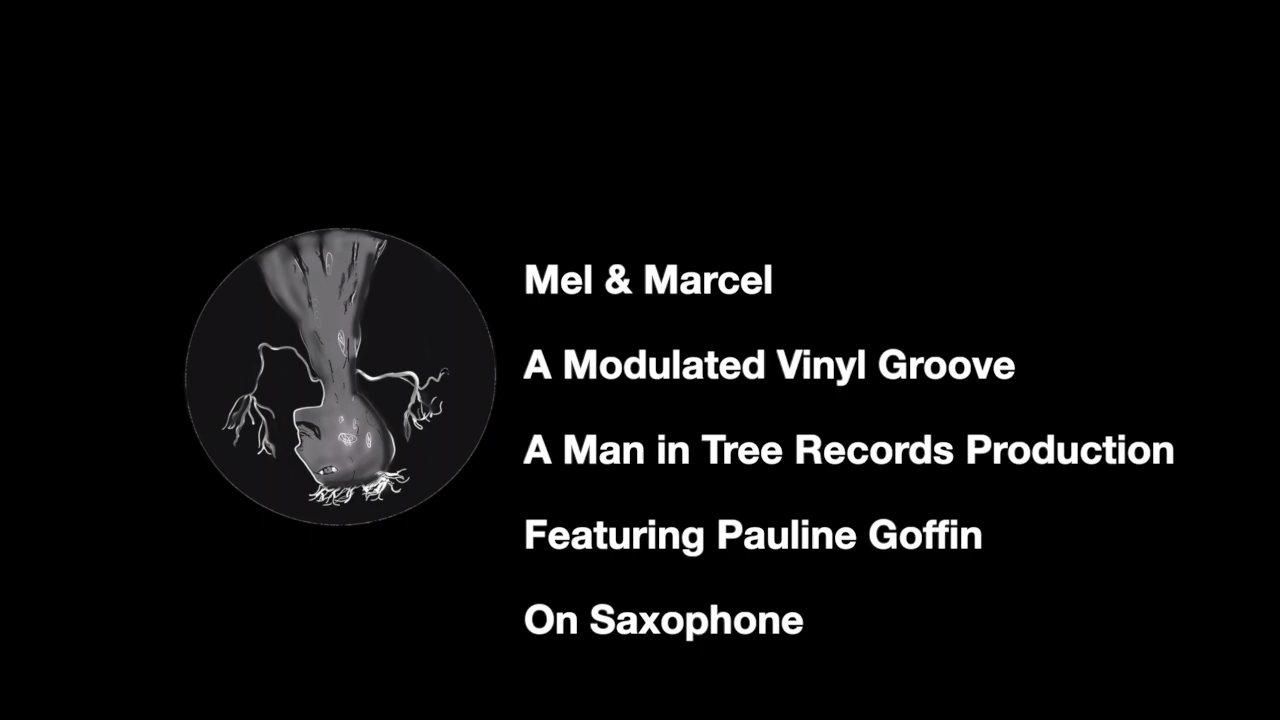 Mel & Marcel
A Modulated Vinyl Groove
A Man in Tree Records Production
Featuring Pauline Goffin
On Saxophone